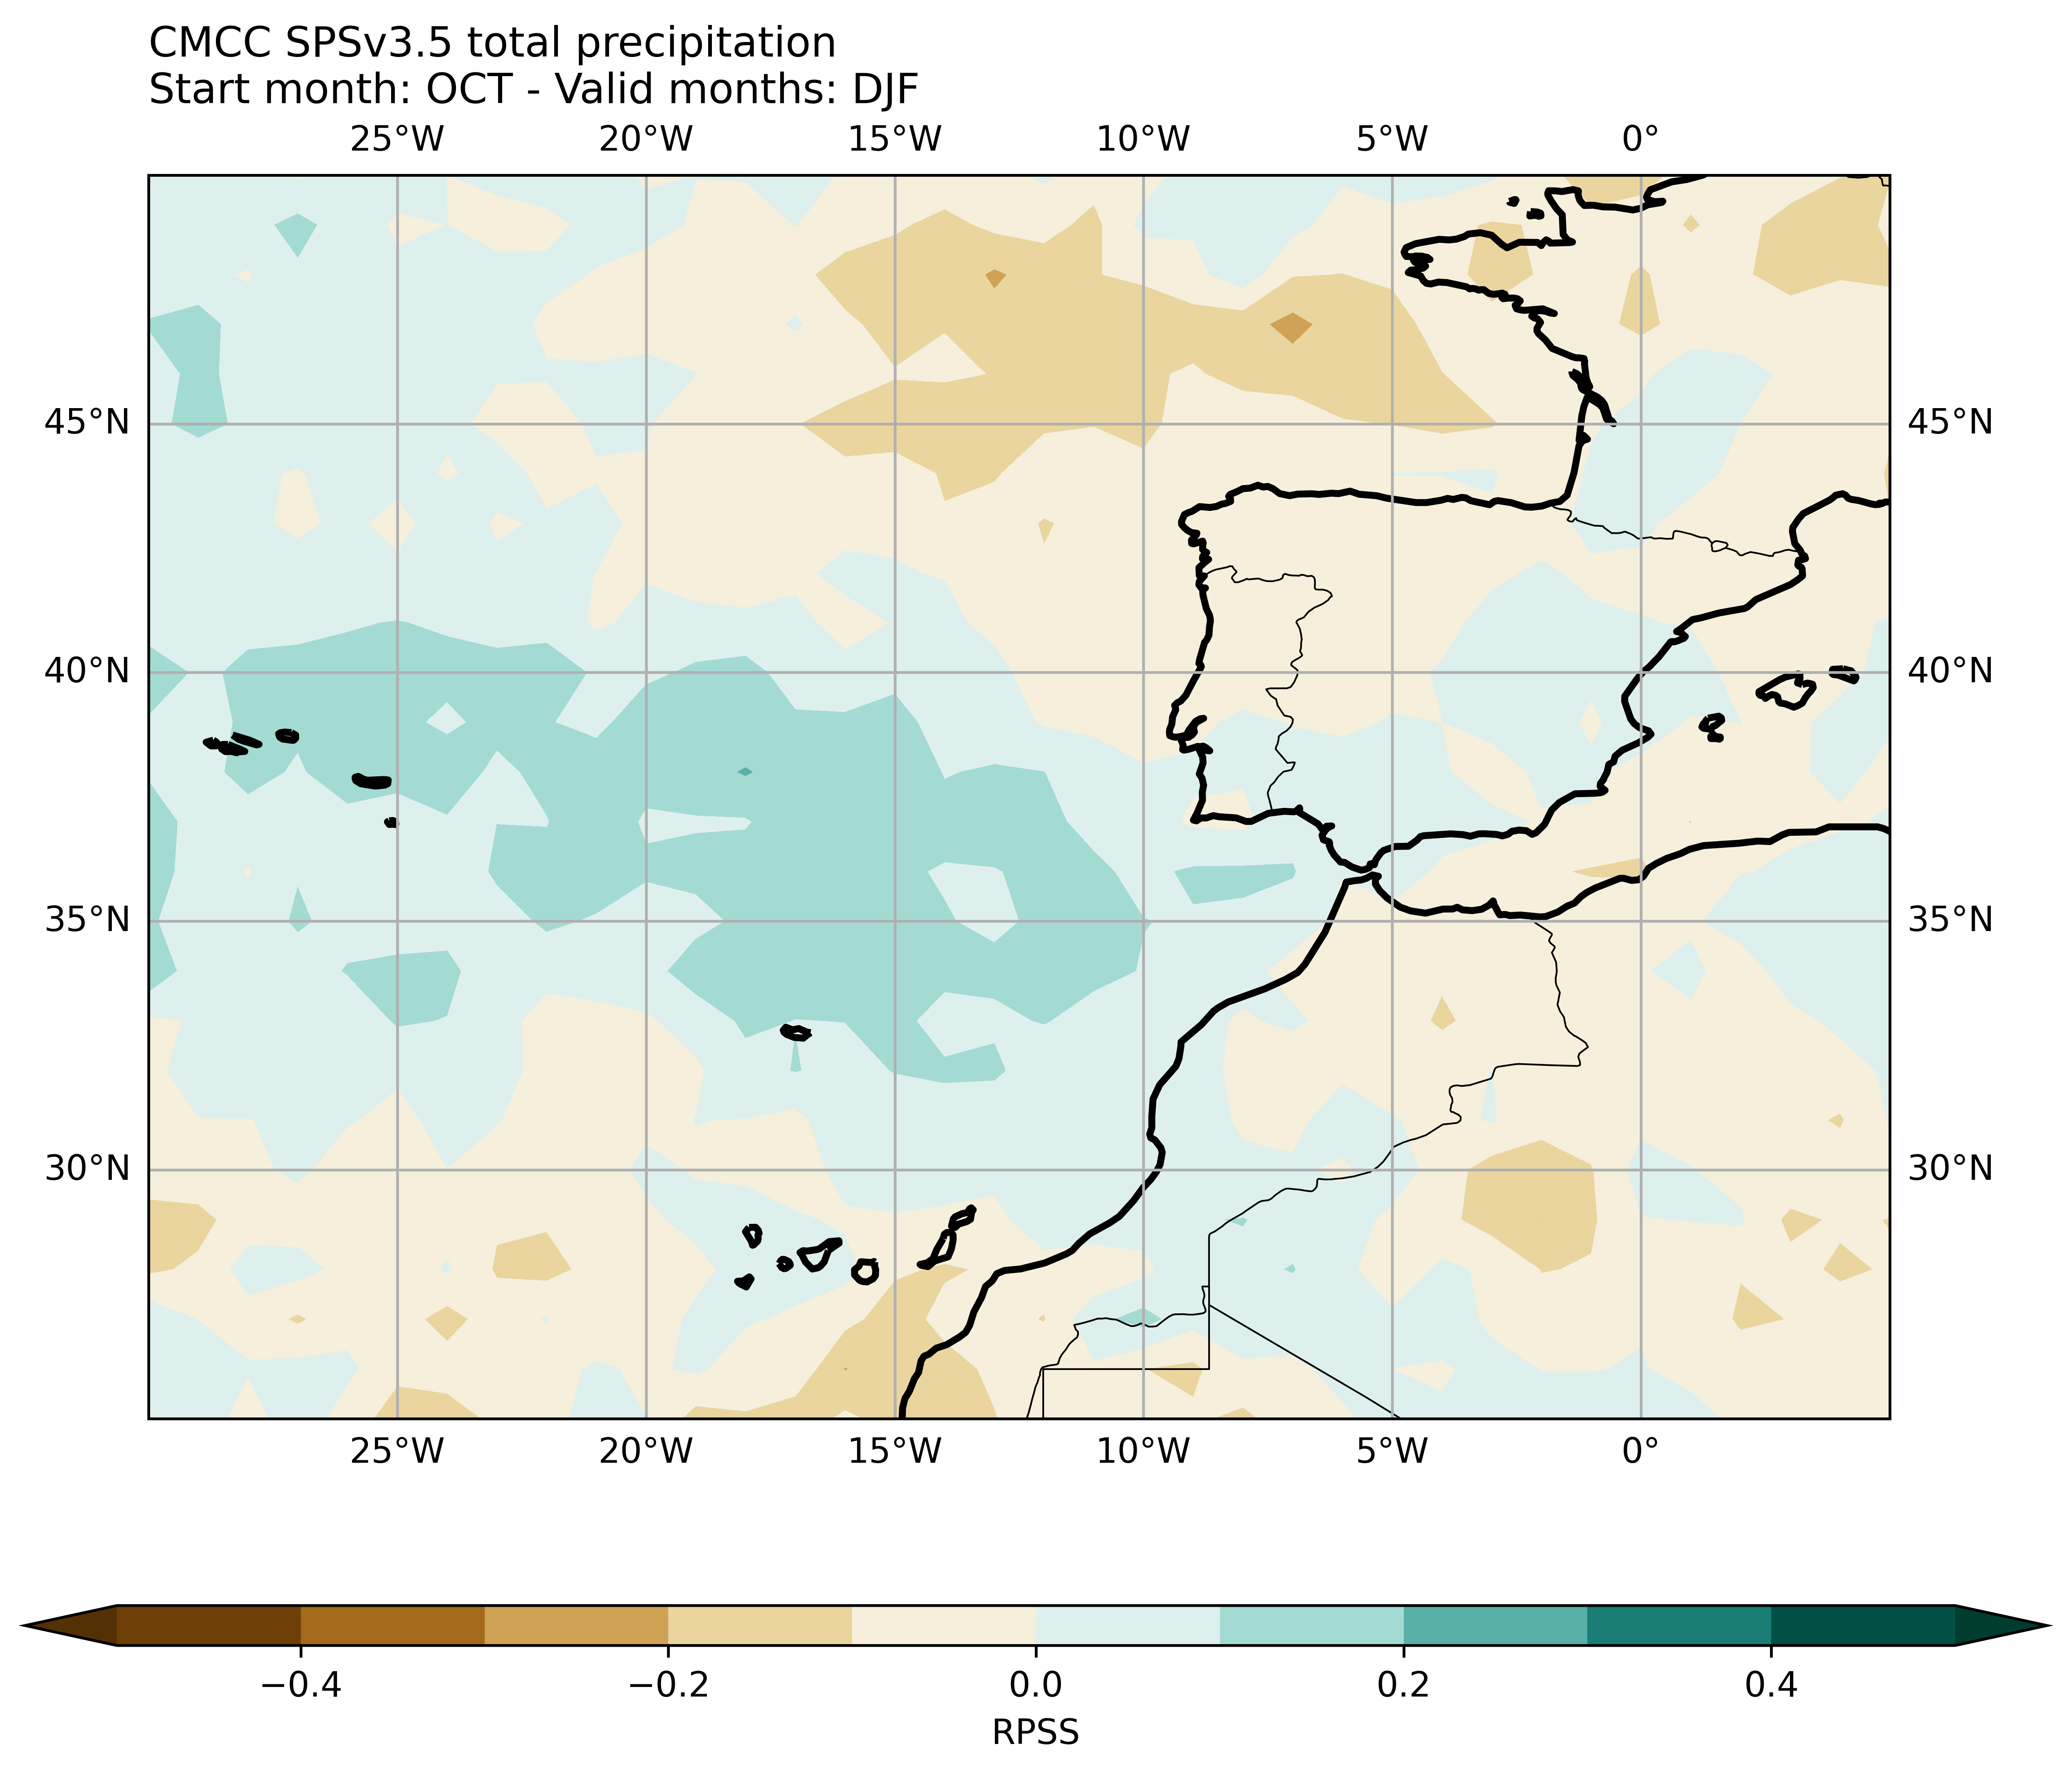 CMCC SPSv3.5 total precipitation
Start month: OCT - Valid months: DJF
25°W 20°W 15°W 10°W 5°W 0°
45°N 45°N
40°N 40°N
35°N 35°N
30°N 30°N
25°W 20°W 15°W 10°W 5°W 0°
−0.4 −0.2 0.0 0.2 0.4
RPSS